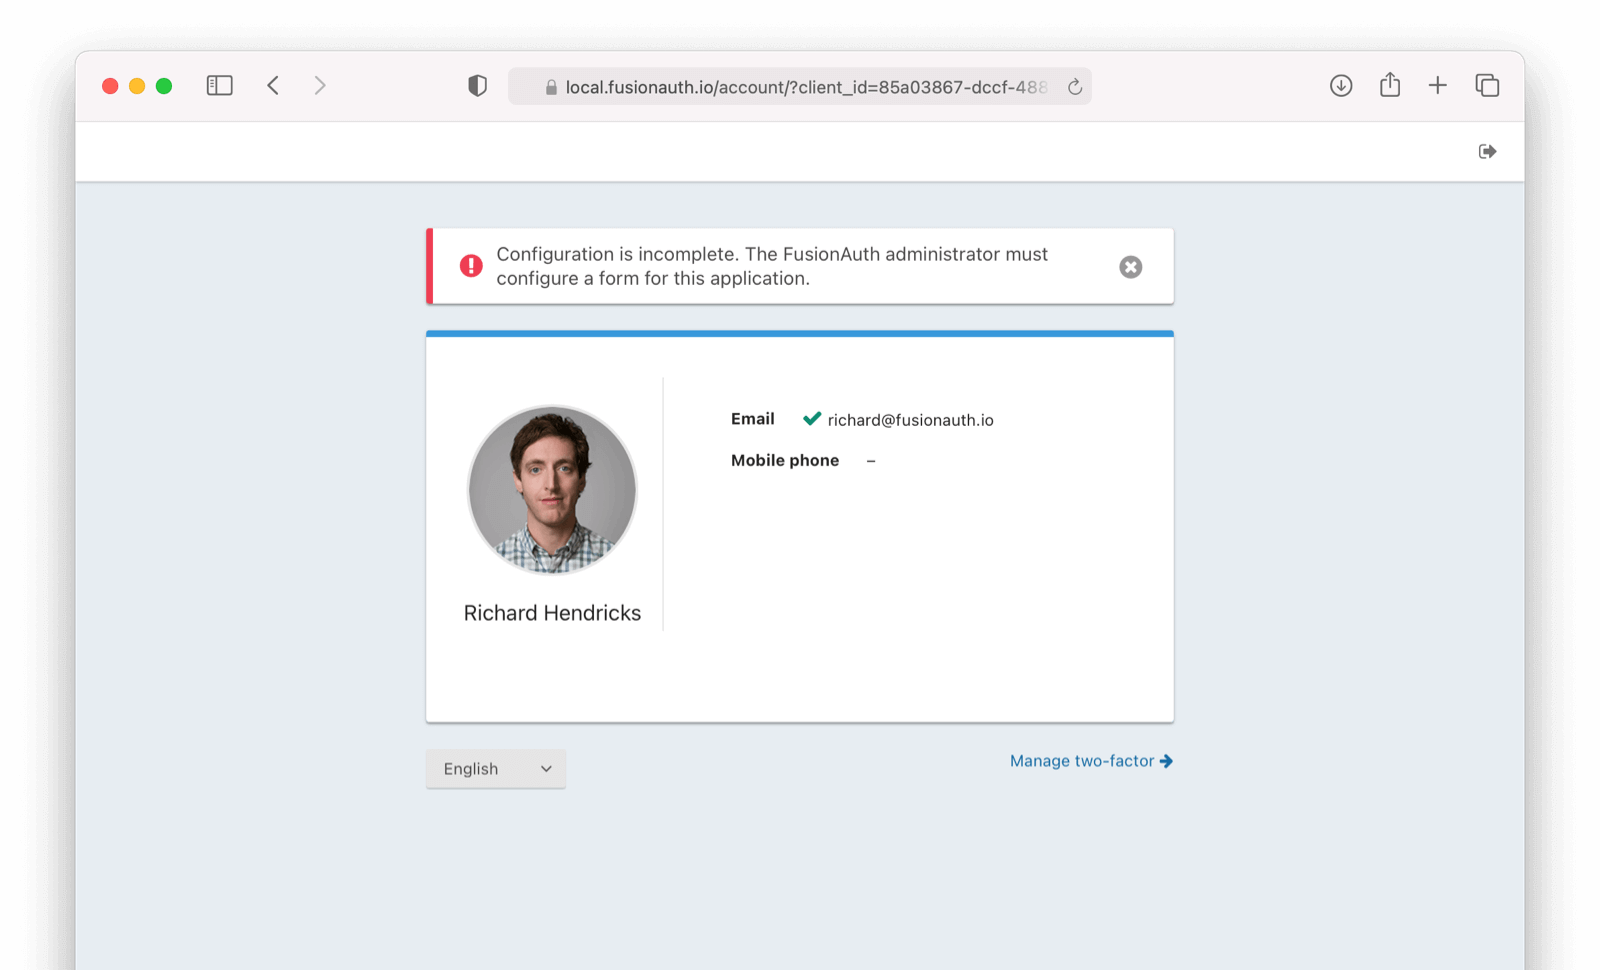 local.fusionauth.io/account/?client_id=85a03867-dccf-488
Configuration is incomplete. The FusionAuth administrator must
configure a form for this application.
Email richard@fusionauth.io
Mobile phone –
Richard Hendricks
English
Manage two-factor